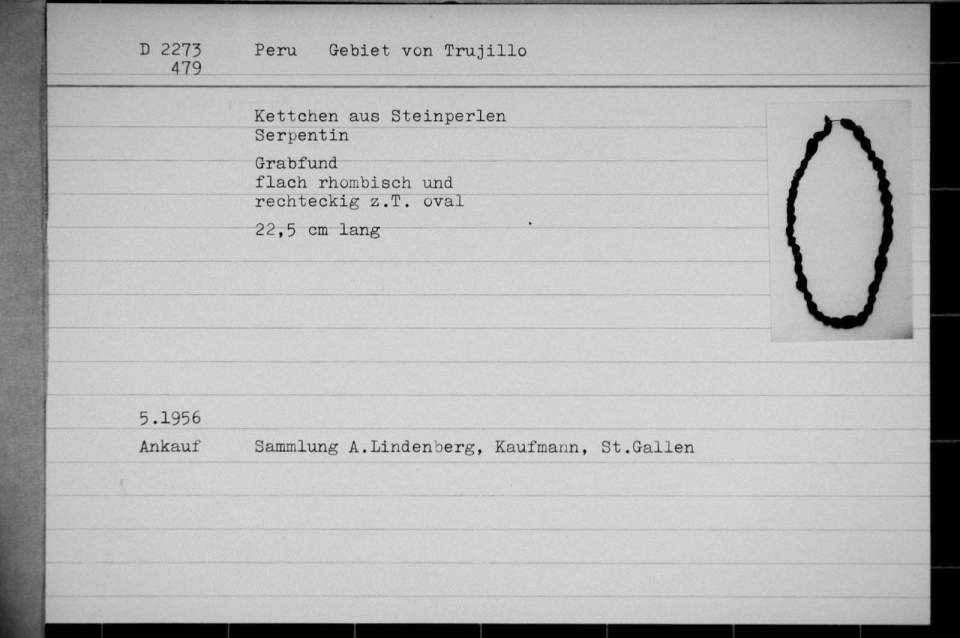 D 2273 Peru Gebiet von Trujillo
479
Kettchen aus Steinperlen
Serpentin
Grabfund
flach rhombisch und
rechteckig z.T. oval
22,5 cm lang
5.1956
Ankauf Sammlung A.Lindenberg, Kaufmann, St.Gallen